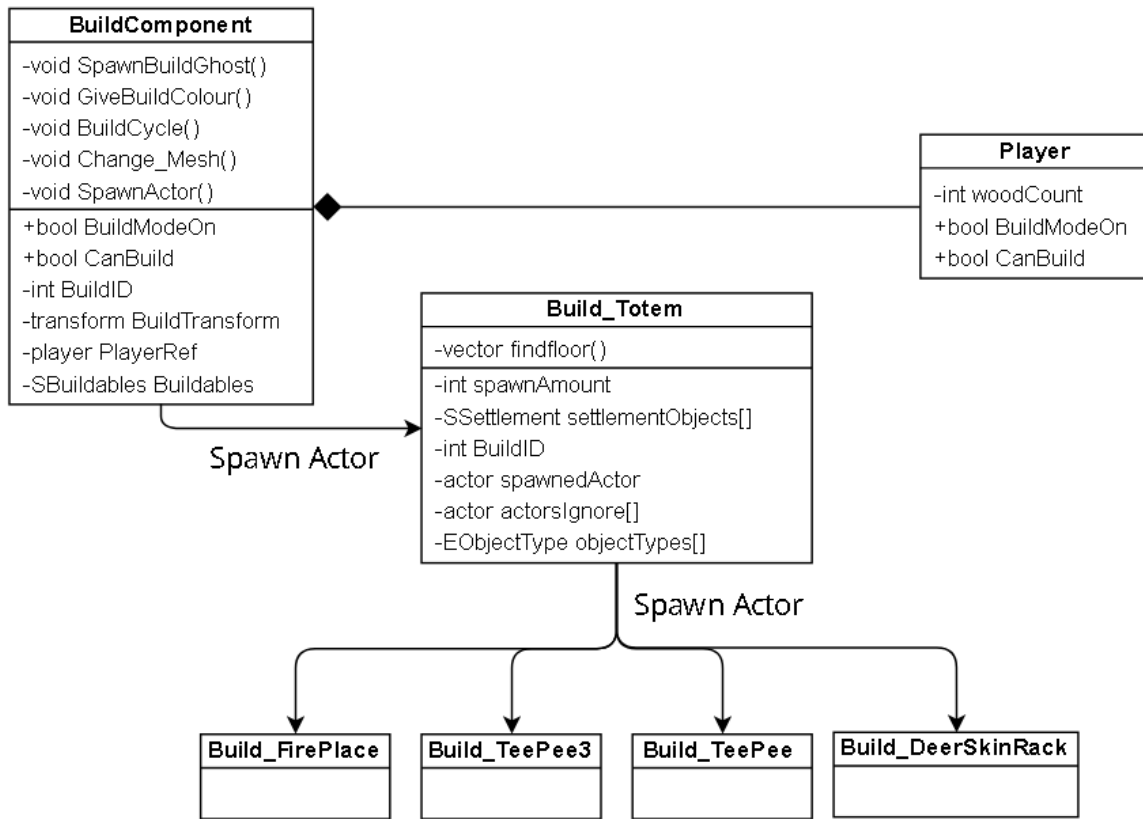 BuildComponent
-void SpawnBuildGhost()
-void GiveBuildColour()
-void BuildCycle()
-void Change_Mesh()
-void SpawnActor()
+bool BuildModeOn
+bool CanBuild
-int BuildID
-transform BuildTransform
-player PlayerRef
-SBuildables Buildables
Player
-int woodCount
+bool BuildModeOn
+bool CanBuild
Spawn Actor
Build_Totem
-vector findfloor()
-int spawnAmount
-SSettlement settlementObjects[]
-int BuildID
-actor spawnedActor
-actor actorsIgnore[]
-EObjectType objectTypes[]
Spawn Actor
Build_FirePlace
Build_TeePee3
Build_TeePee
Build_DeerSkinRack